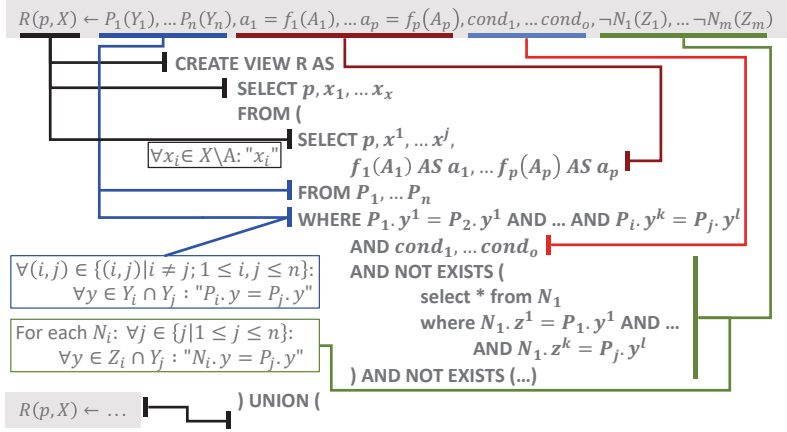 R(p, X) ← P₁(Y₁), … Pₙ(Yₙ), a₁ = f₁(A₁), … aₚ = fₚ(Aₚ), cond₁, … condₒ, ¬N₁(Z₁), … ¬Nₘ(Zₘ)
CREATE VIEW R AS
SELECT p, x₁, … xₓ
FROM (
SELECT p, x¹, … xʲ,
∀xᵢ ∈ X\A: "xᵢ"
f₁(A₁) AS a₁, … fₚ(Aₚ) AS aₚ
FROM P₁, … Pₙ
WHERE P₁. y¹ = P₂. y¹ AND … AND Pᵢ. yᵏ = Pⱼ. yˡ
AND cond₁, … condₒ
∀(i, j) ∈ {(i, j)|i ≠ j; 1 ≤ i, j ≤ n}:
∀y ∈ Yᵢ ∩ Yⱼ : "Pᵢ. y = Pⱼ. y"
AND NOT EXISTS (
select * from N₁
where N₁. z¹ = P₁. y¹ AND …
AND N₁. zᵏ = Pⱼ. yˡ
For each Nᵢ: ∀j ∈ {j|1 ≤ j ≤ n}:
∀y ∈ Zᵢ ∩ Yⱼ : "Nᵢ. y = Pⱼ. y"
) AND NOT EXISTS (…)
R(p, X) ← …
) UNION (